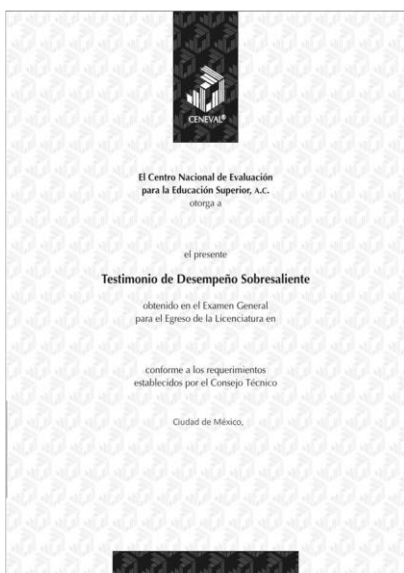 CENEVAL®
El Centro Nacional de Evaluación
para la Educación Superior, A.C.
otorga a
el presente
Testimonio de Desempeño Sobresaliente
obtenido en el Examen General
para el Egreso de la Licenciatura en
conforme a los requerimientos
establecidos por el Consejo Técnico
Ciudad de México,